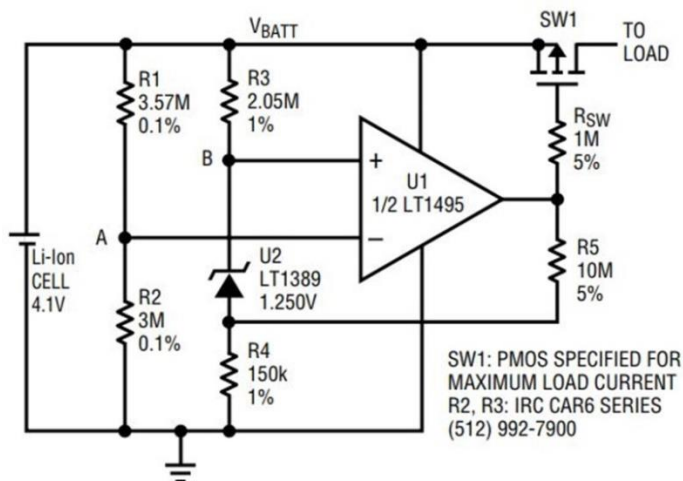 SW1
TO
LOAD
VBATT
R1
3.57M
0.1%
R3
2.05M
1%
RSW
1M
5%
B
+
U1
1/2 LT1495
−
A
Li-Ion
CELL
4.1V
U2
LT1389
1.250V
R5
10M
5%
R2
3M
0.1%
R4
150k
1%
SW1: PMOS SPECIFIED FOR
MAXIMUM LOAD CURRENT
R2, R3: IRC CAR6 SERIES
(512) 992-7900